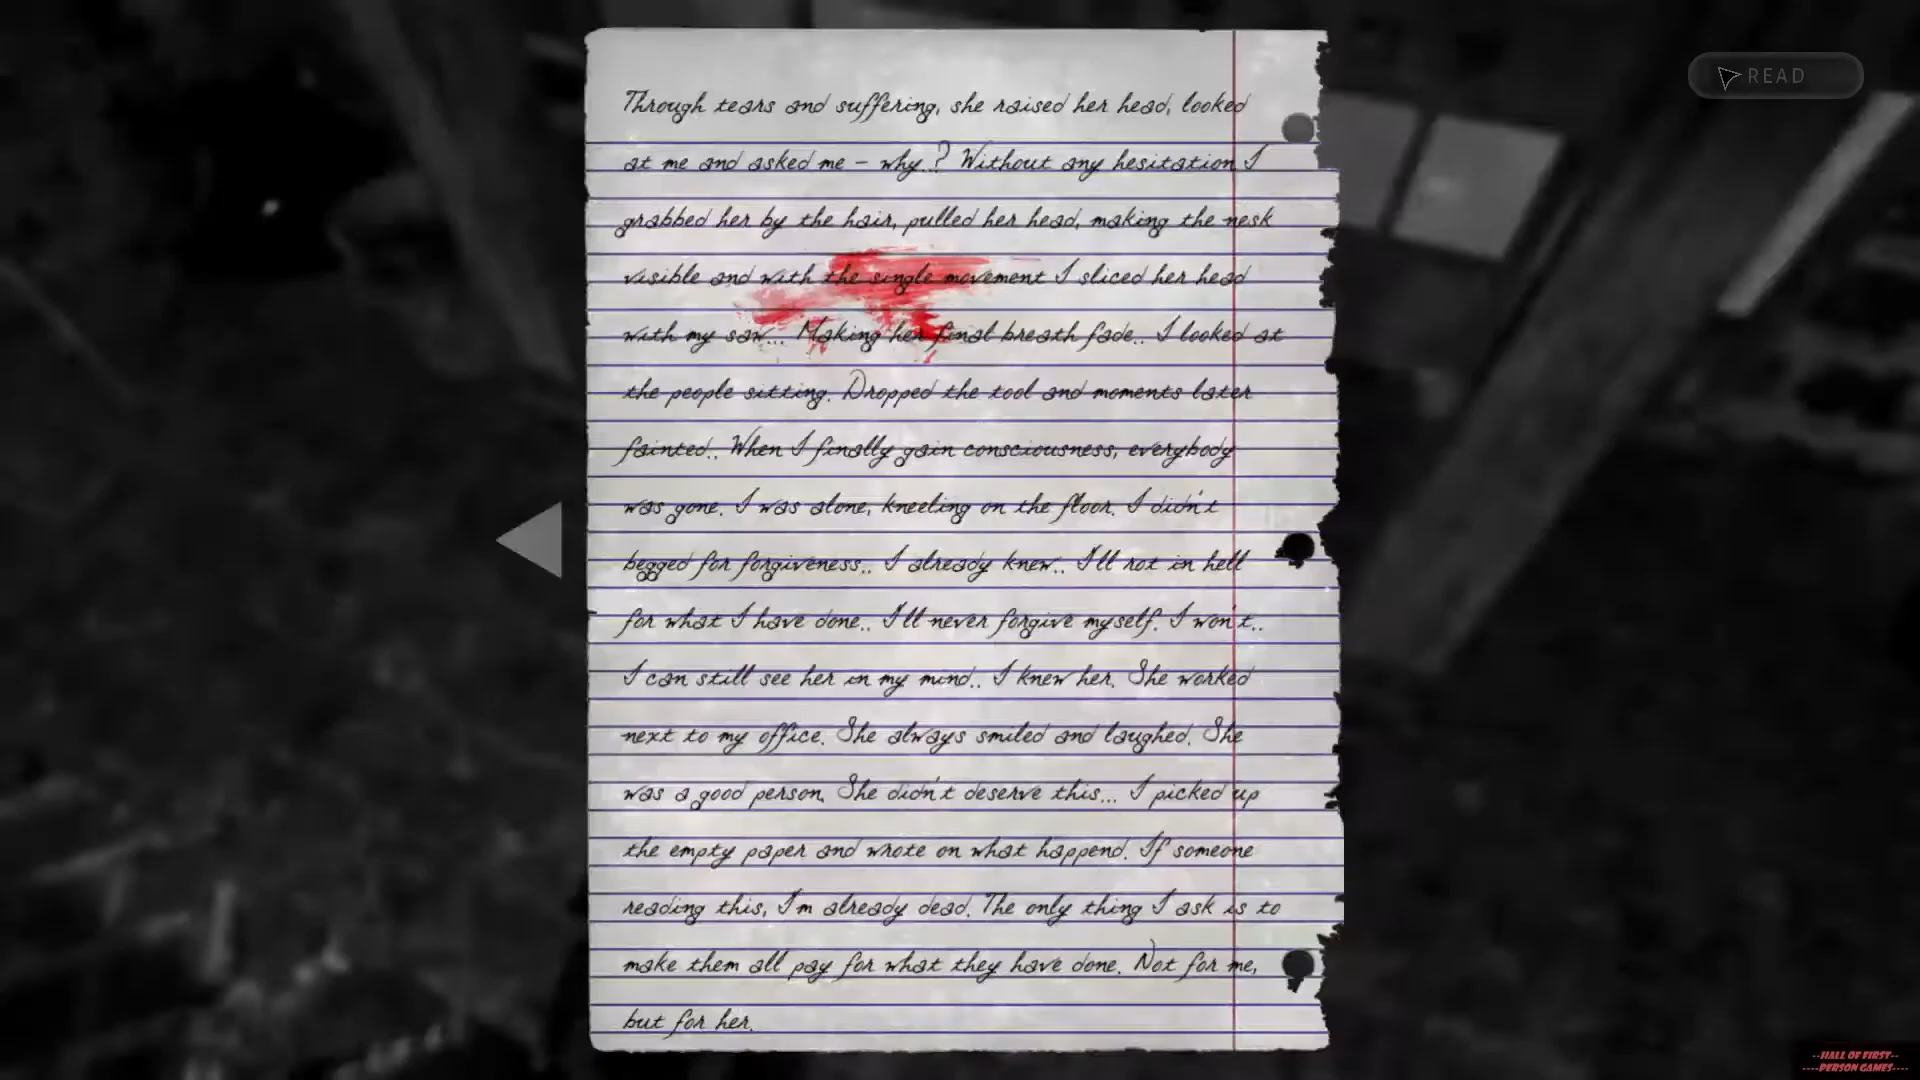 READ
Through tears and suffering, she raised her head, looked
at me and asked me - why..? Without any hesitation I
grabbed her by the hair, pulled her head, making the nesk
visible and with the single movement I sliced her head
with my saw... Making her final breath fade.. I looked at
the people sitting. Dropped the tool and moments later
fainted.. When I finally gain consciousness, everybody
was gone. I was alone, kneeling on the floor. I didn't
begged for forgiveness.. I already knew.. I'll rot in hell
for what I have done.. I'll never forgive myself. I won't..
I can still see her in my mind.. I knew her. She worked
next to my office. She always smiled and laughed. She
was a good person. She didn't deserve this... I picked up
the empty paper and wrote on what happend. If someone
reading this, I'm already dead. The only thing I ask is to
make them all pay for what they have done. Not for me,
but for her.
--HALL OF FIRST--
----PERSON GAMES----